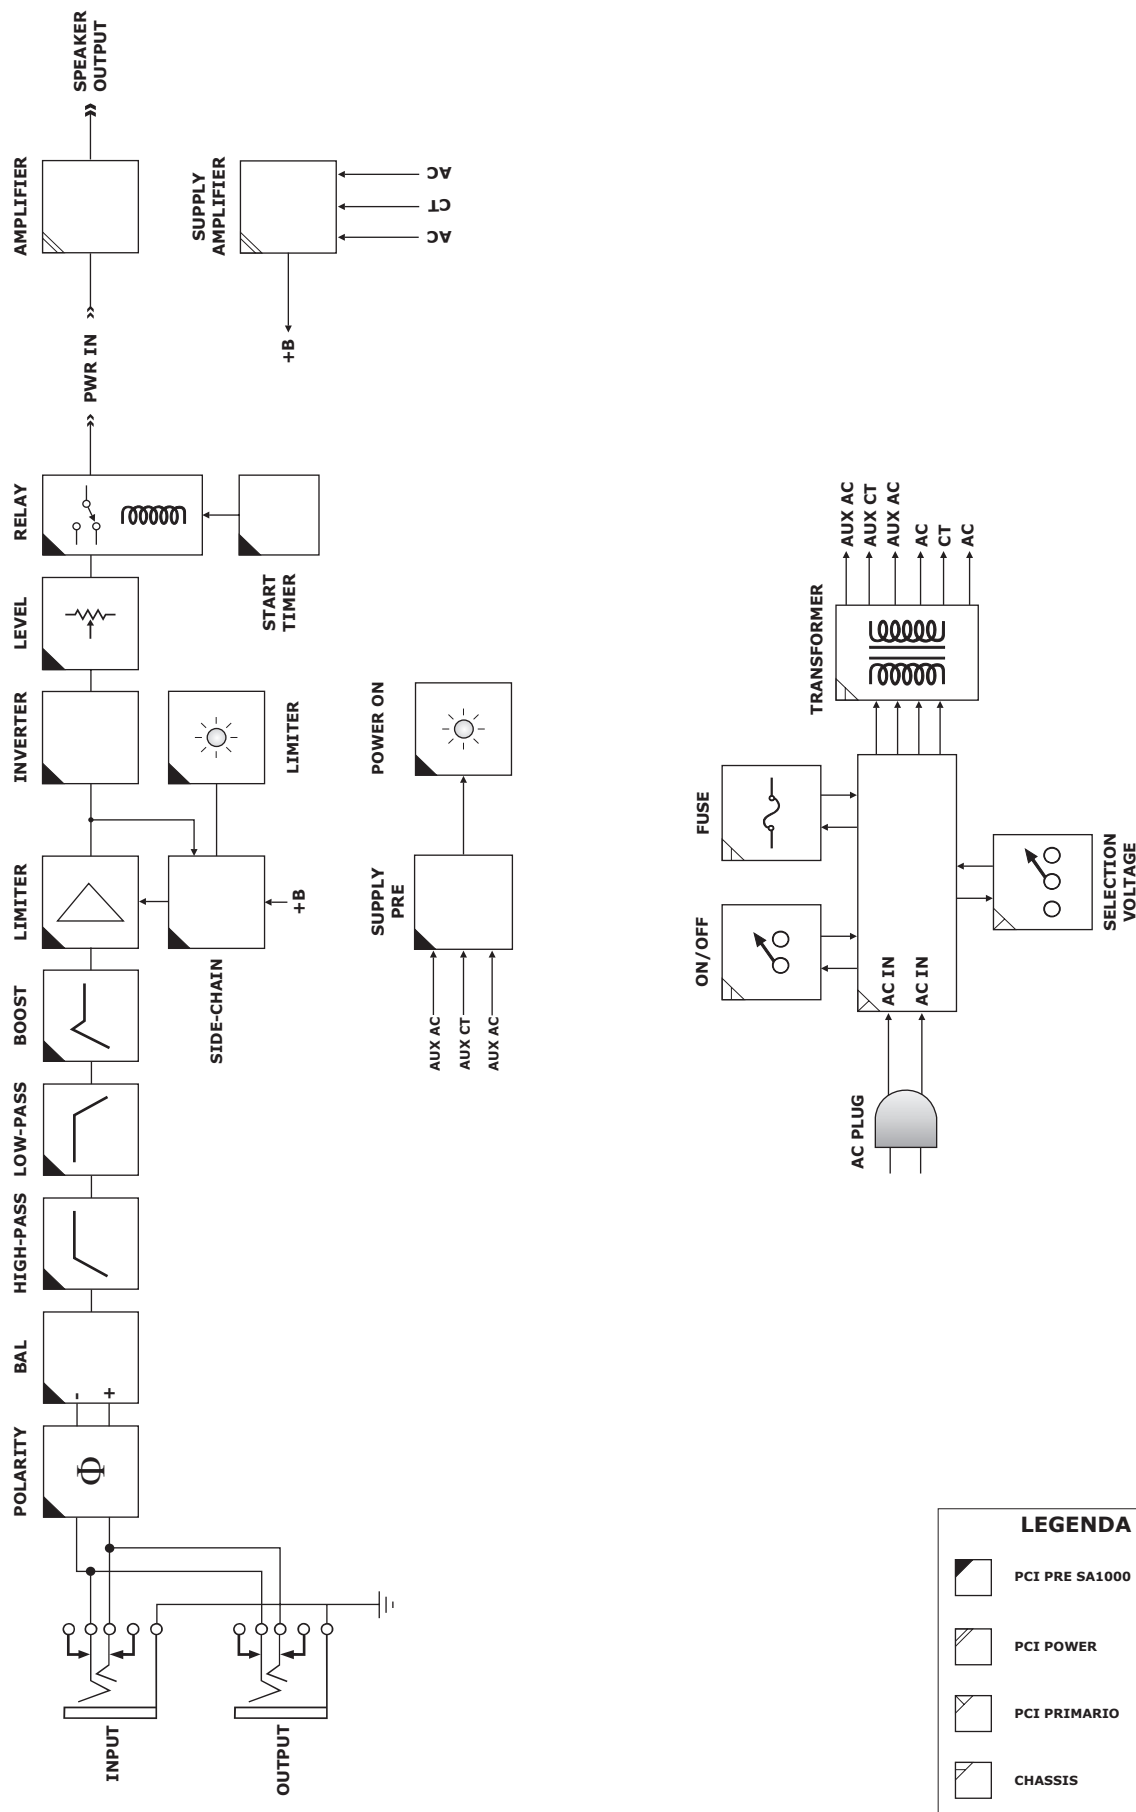 INPUT
OUTPUT
POLARITY
Φ
BAL
-
+
HIGH-PASS
LOW-PASS
BOOST
LIMITER
INVERTER
LEVEL
RELAY
PWR IN
AMPLIFIER
SPEAKER
OUTPUT
SIDE-CHAIN
+B
LIMITER
START
TIMER
SUPPLY
AMPLIFIER
AC
CT
AC
+B
AUX AC
AUX CT
AUX AC
SUPPLY
PRE
POWER ON
AC PLUG
AC IN
AC IN
ON/OFF
FUSE
SELECTION
VOLTAGE
TRANSFORMER
AUX AC
AUX CT
AUX AC
AC
CT
AC
LEGENDA
PCI PRE SA1000
PCI POWER
PCI PRIMARIO
CHASSIS